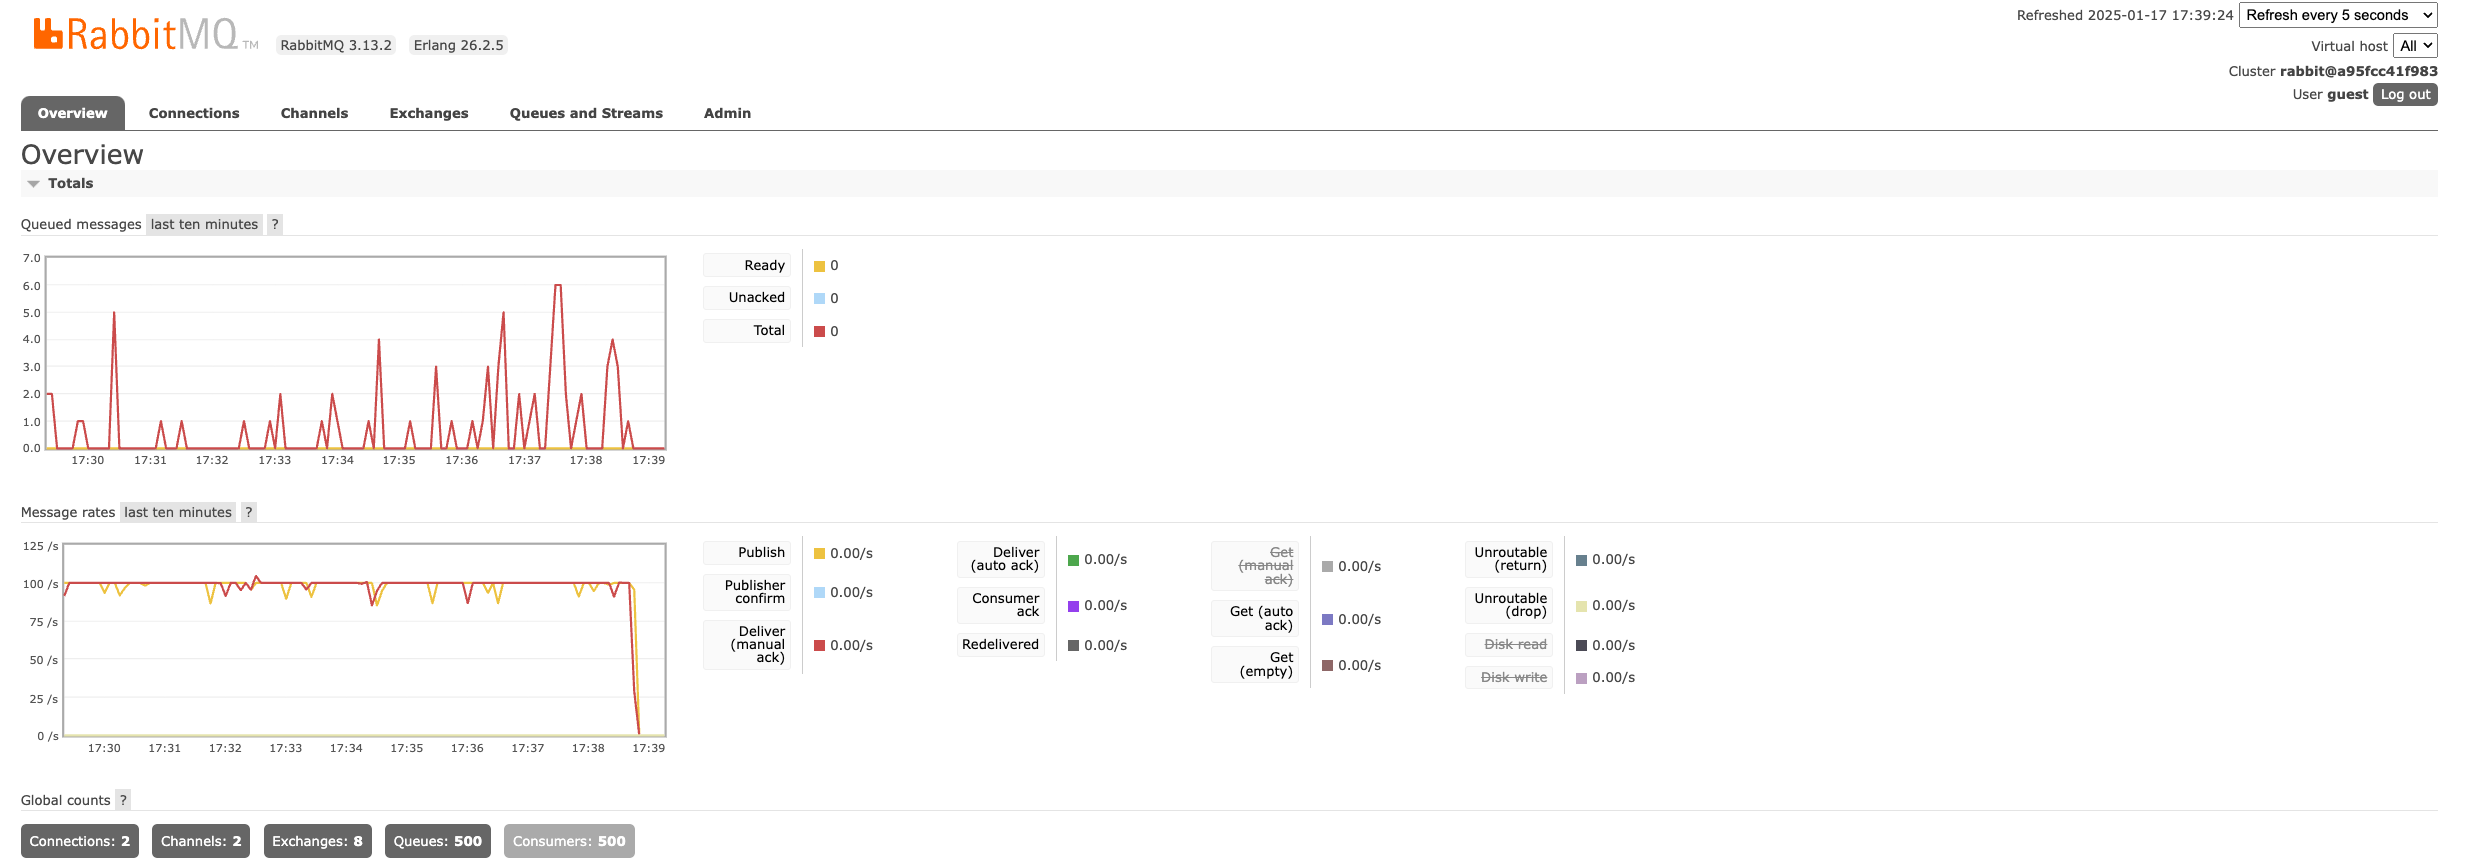 RabbitMQ TM RabbitMQ 3.13.2 Erlang 26.2.5
Refreshed 2025-01-17 17:39:24 Refresh every 5 seconds
Virtual host All
Cluster rabbit@a95fcc41f983
User guest Log out
Overview Connections Channels Exchanges Queues and Streams Admin
Overview
Totals
Queued messages last ten minutes ?
7.0
6.0
5.0
4.0
3.0
2.0
1.0
0.0
17:30 17:31 17:32 17:33 17:34 17:35 17:36 17:37 17:38 17:39
Ready 0
Unacked 0
Total 0
Message rates last ten minutes ?
125 /s
100 /s
75 /s
50 /s
25 /s
0 /s
17:30 17:31 17:32 17:33 17:34 17:35 17:36 17:37 17:38 17:39
Publish 0.00/s
Publisher
confirm 0.00/s
Deliver
(manual
ack) 0.00/s
Deliver
(auto ack) 0.00/s
Consumer
ack 0.00/s
Redelivered 0.00/s
Get
(manual
ack) 0.00/s
Get (auto
ack) 0.00/s
Get
(empty) 0.00/s
Unroutable
(return) 0.00/s
Unroutable
(drop) 0.00/s
Disk read 0.00/s
Disk write 0.00/s
Global counts ?
Connections: 2 Channels: 2 Exchanges: 8 Queues: 500 Consumers: 500